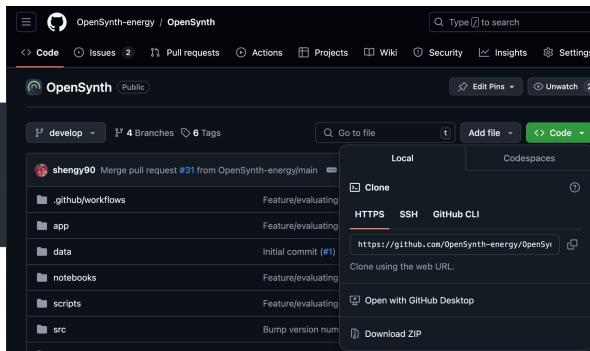 OpenSynth-energy / OpenSynth
Type / to search
Code Issues 2 Pull requests Actions Projects Wiki Security Insights Settings
OpenSynth Public
Edit Pins Unwatch 2
develop 4 Branches 6 Tags
Go to file t Add file Code
shengy90 Merge pull request #31 from OpenSynth-energy/main
.github/workflows Feature/evaluating
app Feature/evaluating
data Initial commit (#1)
notebooks Feature/evaluating
scripts Feature/evaluating
src Bump version num
Local Codespaces
Clone
HTTPS SSH GitHub CLI
https://github.com/OpenSynth-energy/OpenSyn
Clone using the web URL.
Open with GitHub Desktop
Download ZIP